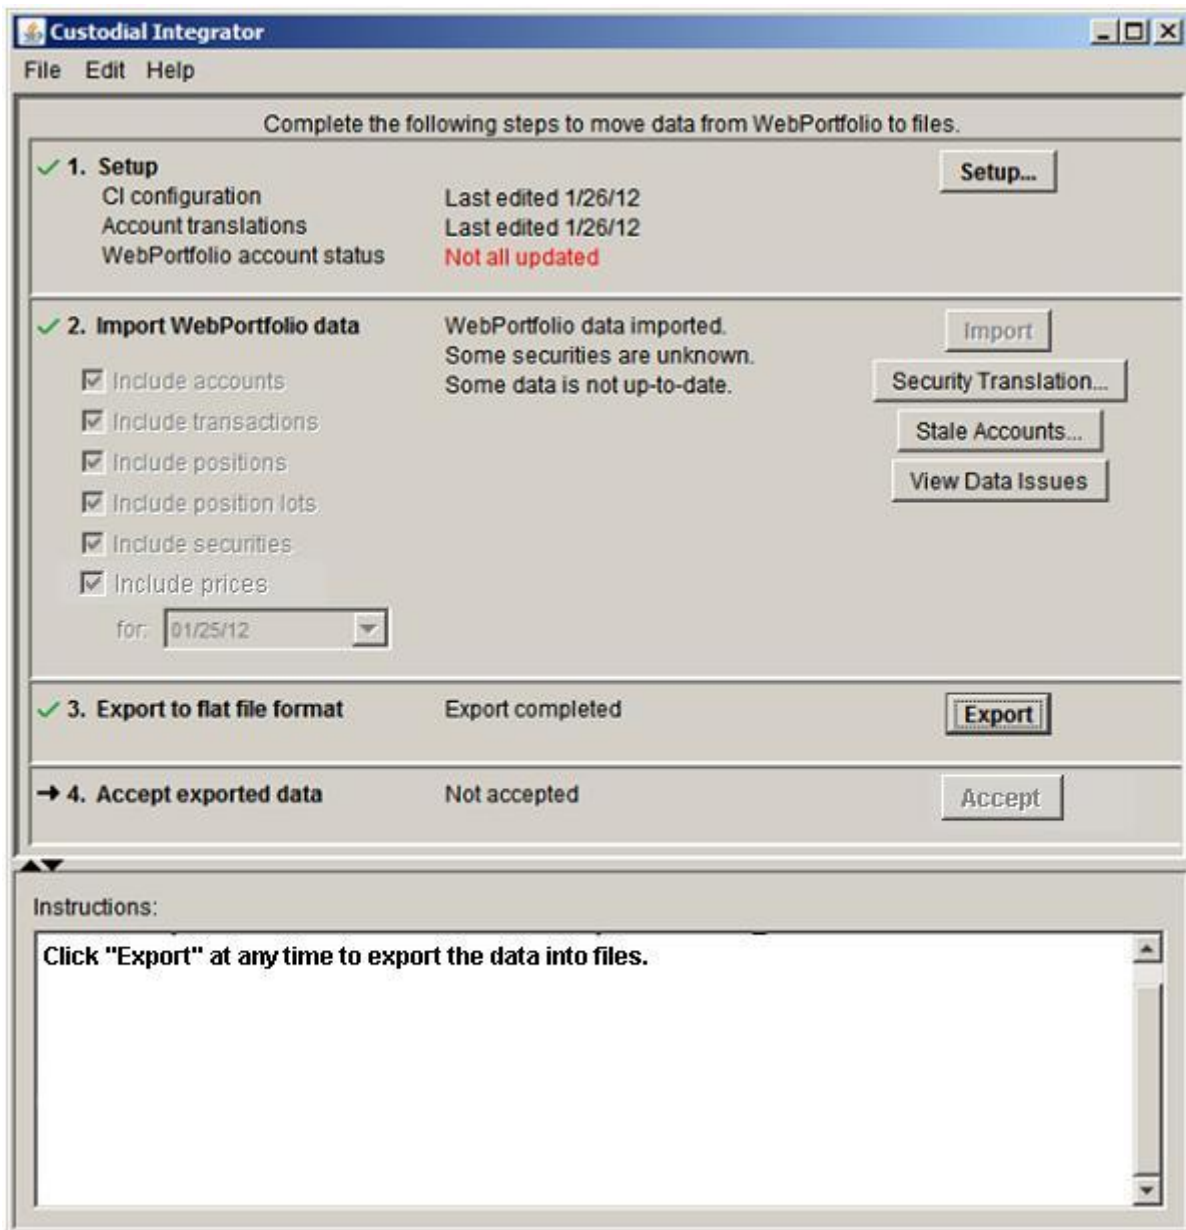 Custodial Integrator
File Edit Help
Complete the following steps to move data from WebPortfolio to files.
1. Setup
Setup...
CI configuration Last edited 1/26/12
Account translations Last edited 1/26/12
WebPortfolio account status Not all updated
2. Import WebPortfolio data WebPortfolio data imported. Import
Some securities are unknown.
Include accounts Some data is not up-to-date. Security Translation...
Include transactions Stale Accounts...
Include positions View Data Issues
Include position lots
Include securities
Include prices
for: 01/25/12
3. Export to flat file format Export completed Export
4. Accept exported data Not accepted Accept
Instructions:
Click "Export" at any time to export the data into files.